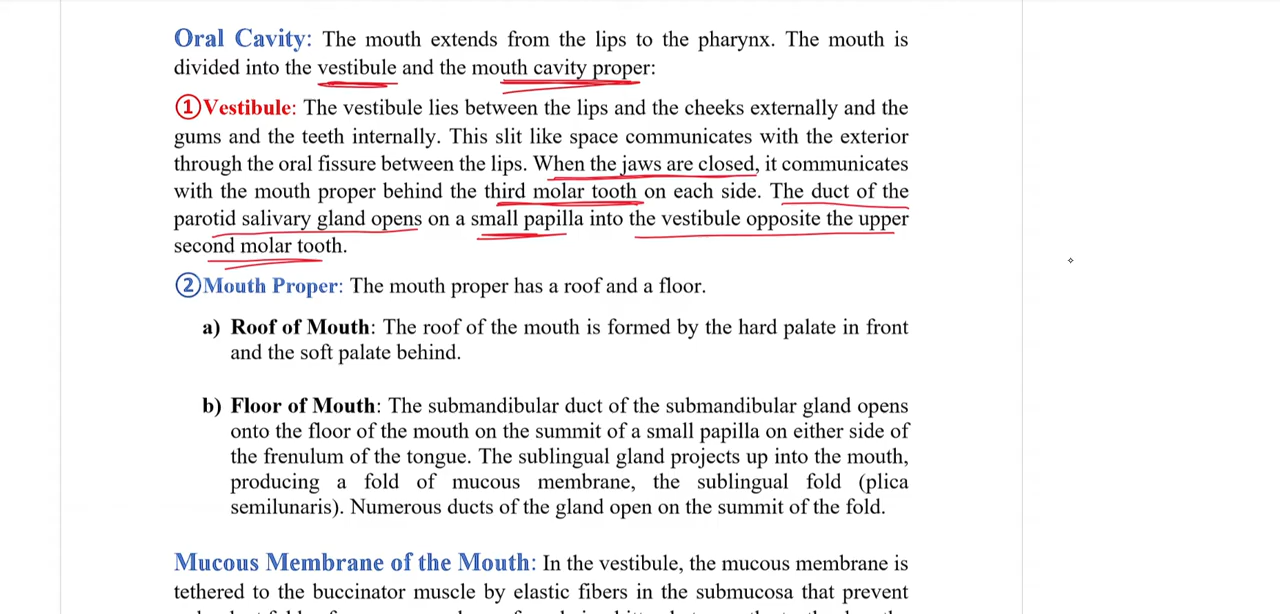 Oral Cavity: The mouth extends from the lips to the pharynx. The mouth is
divided into the vestibule and the mouth cavity proper:
①Vestibule: The vestibule lies between the lips and the cheeks externally and the
gums and the teeth internally. This slit like space communicates with the exterior
through the oral fissure between the lips. When the jaws are closed, it communicates
with the mouth proper behind the third molar tooth on each side. The duct of the
parotid salivary gland opens on a small papilla into the vestibule opposite the upper
second molar tooth.
②Mouth Proper: The mouth proper has a roof and a floor.
a) Roof of Mouth: The roof of the mouth is formed by the hard palate in front
and the soft palate behind.
b) Floor of Mouth: The submandibular duct of the submandibular gland opens
onto the floor of the mouth on the summit of a small papilla on either side of
the frenulum of the tongue. The sublingual gland projects up into the mouth,
producing a fold of mucous membrane, the sublingual fold (plica
semilunaris). Numerous ducts of the gland open on the summit of the fold.
Mucous Membrane of the Mouth: In the vestibule, the mucous membrane is
tethered to the buccinator muscle by elastic fibers in the submucosa that prevent